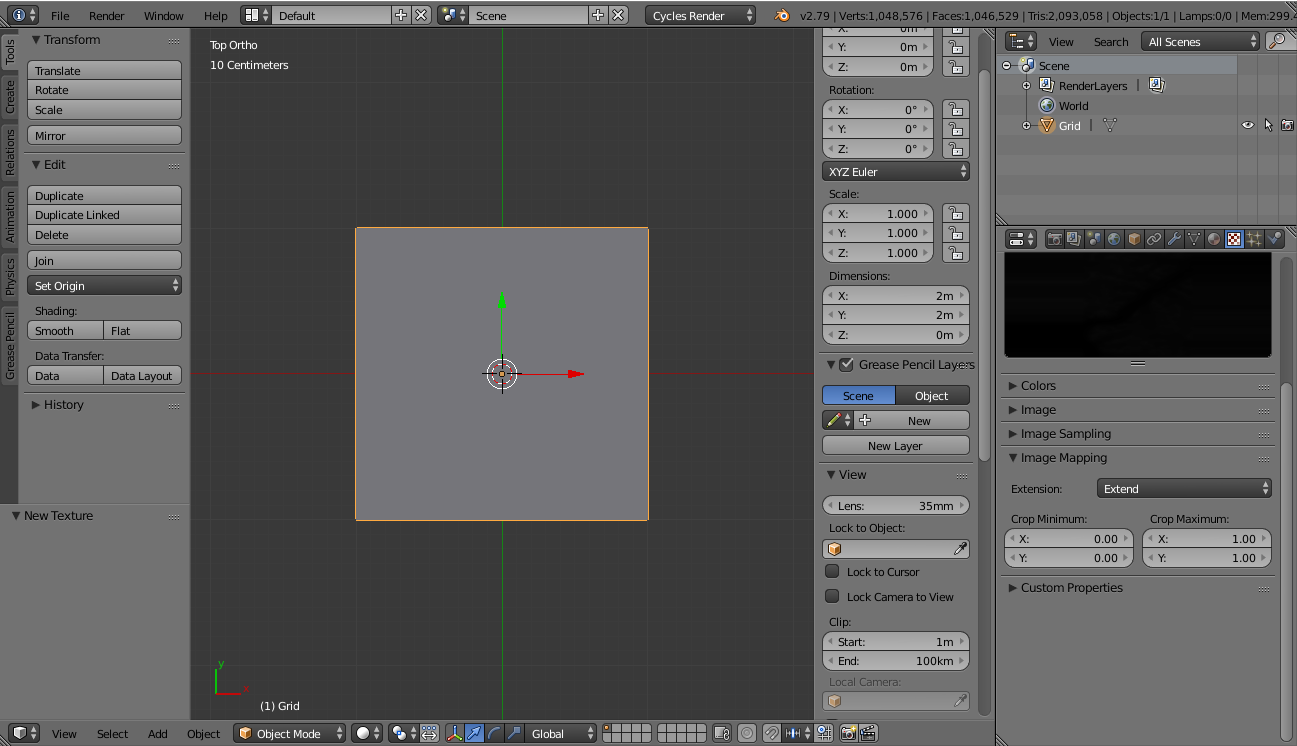 File Render Window Help Default Scene Cycles Render v2.79 | Verts:1,048,576 | Faces:1,046,529 | Tris:2,093,058 | Objects:1/1 | Lamps:0/0 | Mem:299.
Tools
Create
Relations
Animation
Physics
Grease Pencil
Transform
Translate
Rotate
Scale
Mirror
Edit
Duplicate
Duplicate Linked
Delete
Join
Set Origin
Shading:
Smooth Flat
Data Transfer:
Data Data Layout
History
New Texture
Top Ortho
10 Centimeters
y
(1) Grid
X: 0m
Y: 0m
Z: 0m
Rotation:
X: 0°
Y: 0°
Z: 0°
XYZ Euler
Scale:
X: 1.000
Y: 1.000
Z: 1.000
Dimensions:
X: 2m
Y: 2m
Z: 0m
Grease Pencil Layers
Scene Object
New
New Layer
View
Lens: 35mm
Lock to Object:
Lock to Cursor
Lock Camera to View
Clip:
Start: 1m
End: 100km
Local Camera:
View Search All Scenes
Scene
RenderLayers |
World
Grid |
Colors
Image
Image Sampling
Image Mapping
Extension: Extend
Crop Minimum: Crop Maximum:
X: 0.00 X: 1.00
Y: 0.00 Y: 1.00
Custom Properties
View Select Add Object Object Mode Global